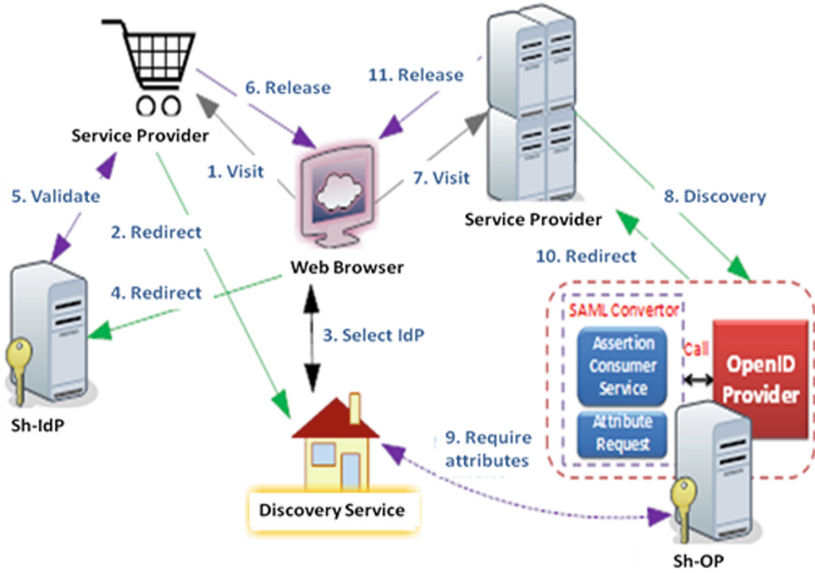 6. Release
11. Release
Service Provider
1. Visit
7. Visit
5. Validate
8. Discovery
Service Provider
2. Redirect
10. Redirect
Web Browser
4. Redirect
SAML Convertor
3. Select IdP
Assertion
Consumer
Service
Call
OpenID
Provider
Sh-IdP
Attribute
Request
9. Require
attributes
Discovery Service
Sh-OP